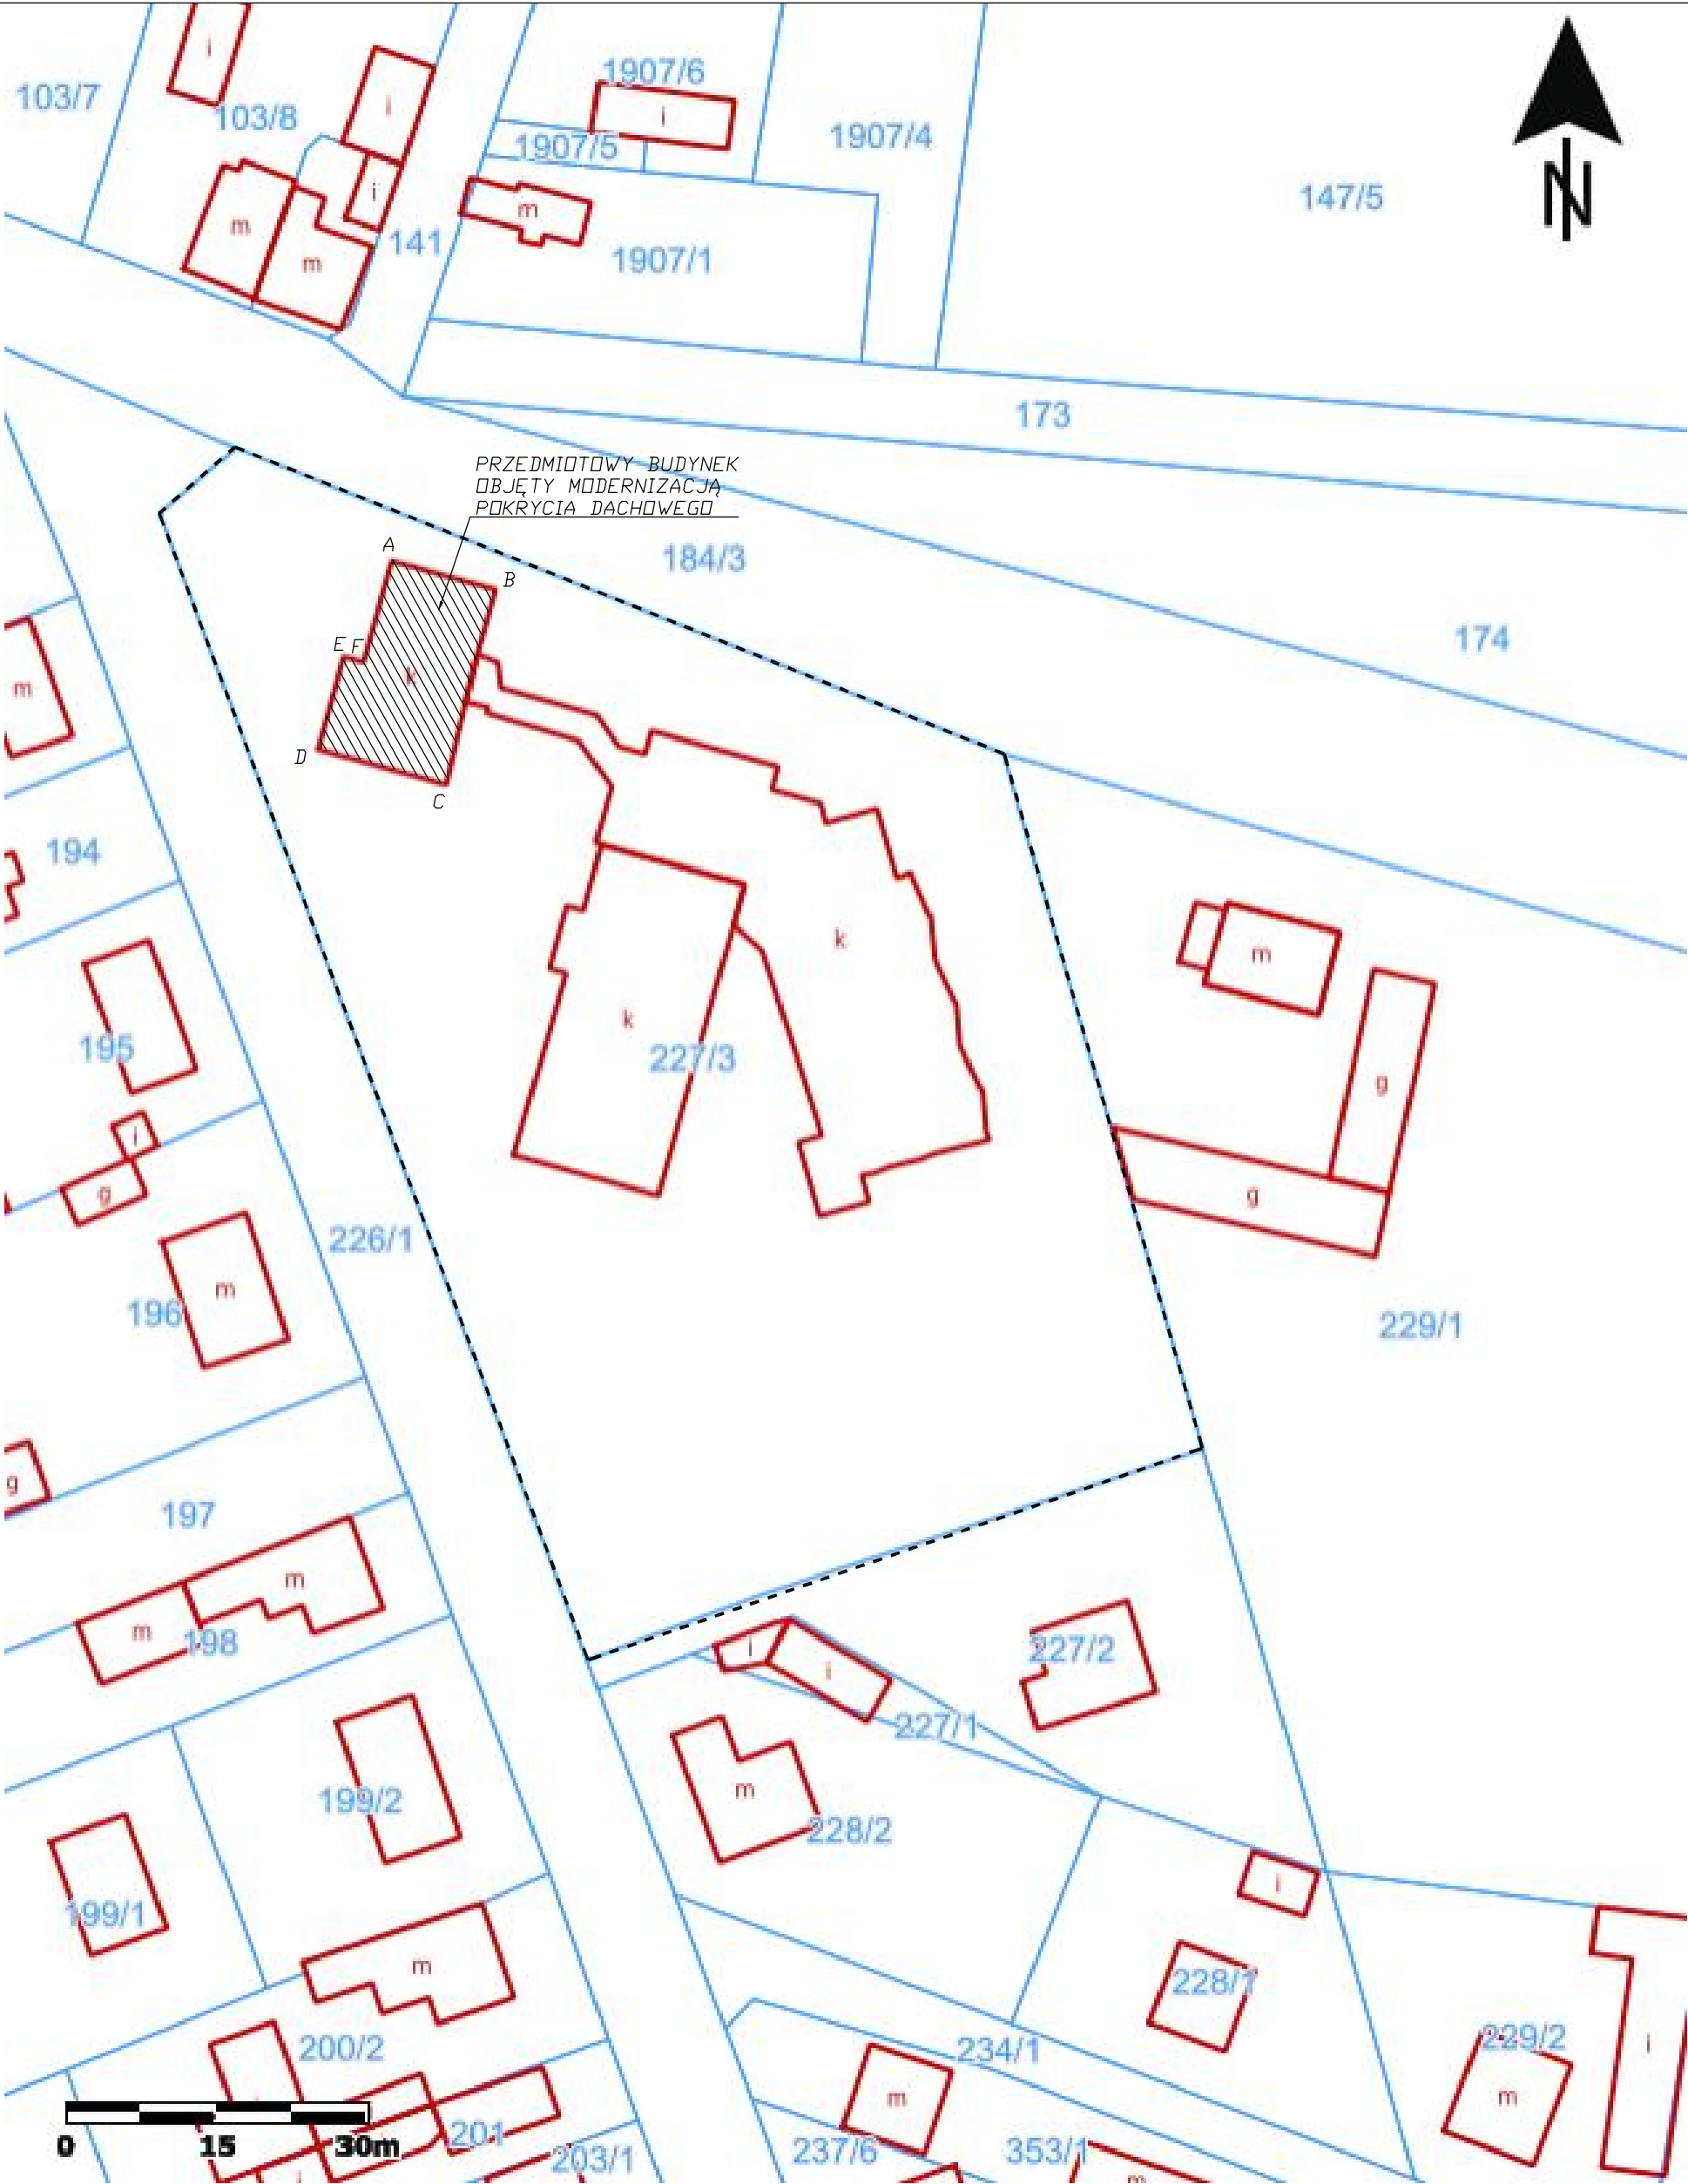 i
1907/6
103/7
i
i
103/8
1907/4
1907/5
147/5
N
i
m
m
141
m
1907/1
173
PRZEDMIOTOWY BUDYNEK
OBJĘTY MODERNIZACJĄ
POKRYCIA DACHOWEGO
A
184/3
B
174
E F
k
m
D
C
194
k
m
k
195
227/3
g
i
g
g
226/1
m
196
229/1
g
197
m
m
198
i
227/2
i
227/1
m
199/2
228/2
i
199/1
m
228/1
200/2
234/1
229/2
i
m
m
201
0 15 30m
203/1
237/6
353/1
i
m